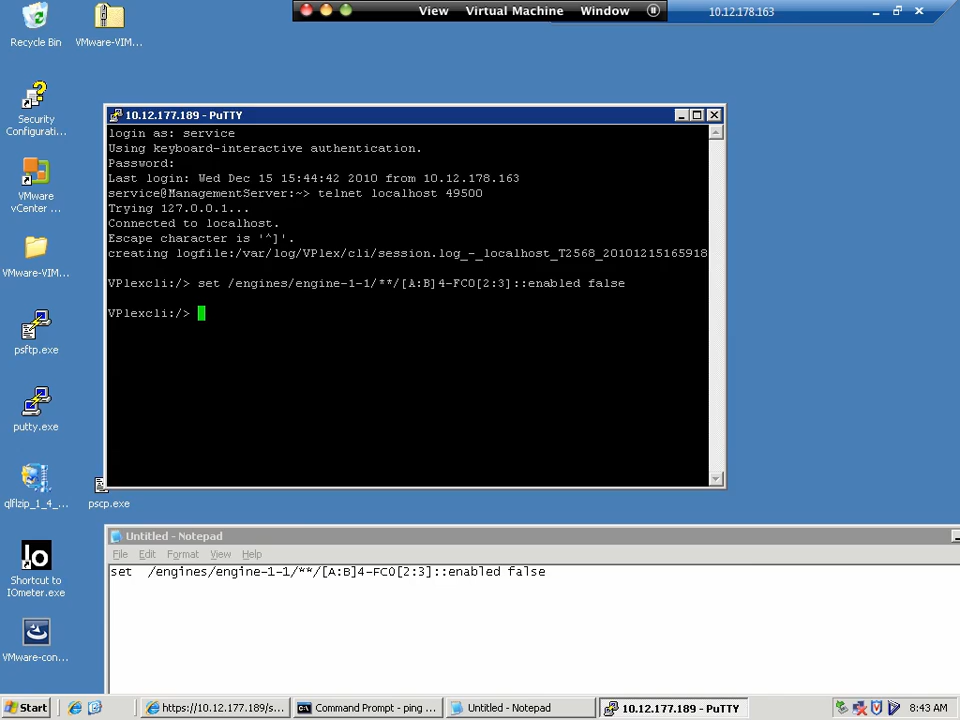 View Virtual Machine Window 10.12.178.163
Recycle Bin
VMware-VIM...
Security
Configurati...
VMware
vCenter ...
VMware-VIM...
psftp.exe
putty.exe
qlflzip_1_4_...
pscp.exe
Shortcut to
IOmeter.exe
VMware-con...
10.12.177.189 - PuTTY
login as: service
Using keyboard-interactive authentication.
Password:
Last login: Wed Dec 15 15:44:42 2010 from 10.12.178.163
service@ManagementServer:~> telnet localhost 49500
Trying 127.0.0.1...
Connected to localhost.
Escape character is '^]'.
creating logfile:/var/log/VPlex/cli/session.log_-_localhost_T2568_20101215165918
VPlexcli:/> set /engines/engine-1-1/**/[A:B]4-FC0[2:3]::enabled false
VPlexcli:/>
Untitled - Notepad
File Edit Format View Help
set  /engines/engine-1-1/**/[A:B]4-FC0[2:3]::enabled false
Start
https://10.12.177.189/s...
Command Prompt - ping ...
Untitled - Notepad
10.12.177.189 - PuTTY
8:43 AM